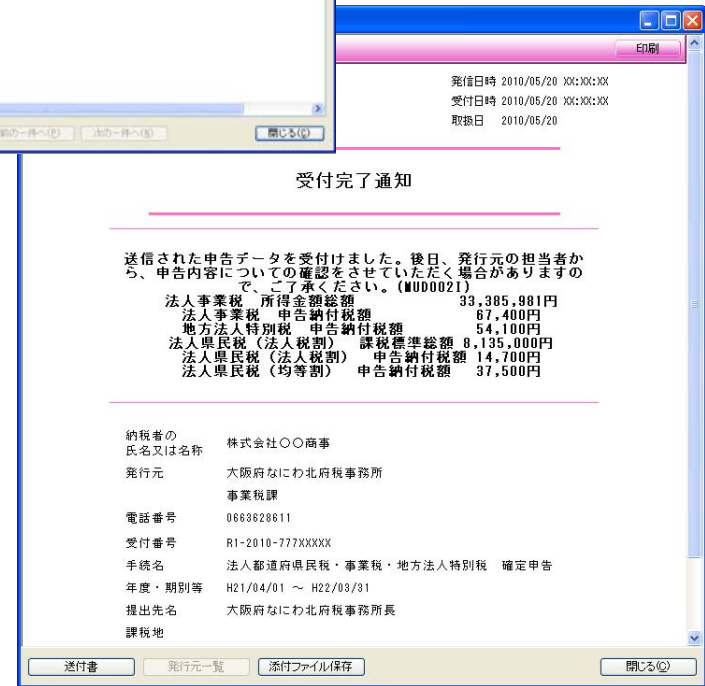 印刷
発信日時 2010/05/20 XX:XX:XX
受付日時 2010/05/20 XX:XX:XX
取扱日 2010/05/20
前の一件へ(P) 次の一件へ(N) 閉じる(C)
受付完了通知
送信された申告データを受付けました。後日、発行元の担当者か
ら、申告内容についての確認をさせていただく場合がありますの
で、ご了承ください。(MUD002I)
法人事業税 所得金額総額 33,385,981円
法人事業税 申告納付税額 67,400円
地方法人特別税 申告納付税額 54,100円
法人県民税(法人税割) 課税標準総額 8,135,000円
法人県民税(法人税割) 申告納付税額 14,700円
法人県民税(均等割) 申告納付税額 37,500円
納税者の
氏名又は名称 株式会社〇〇商事
発行元 大阪府なにわ北府税事務所
事業税課
電話番号 0663628611
受付番号 R1-2010-777XXXXX
手続名 法人都道府県民税・事業税・地方法人特別税 確定申告
年度・期別等 H21/04/01 ~ H22/03/31
提出先名 大阪府なにわ北府税事務所長
課税地
送付書 発行元一覧 添付ファイル保存 閉じる(C)